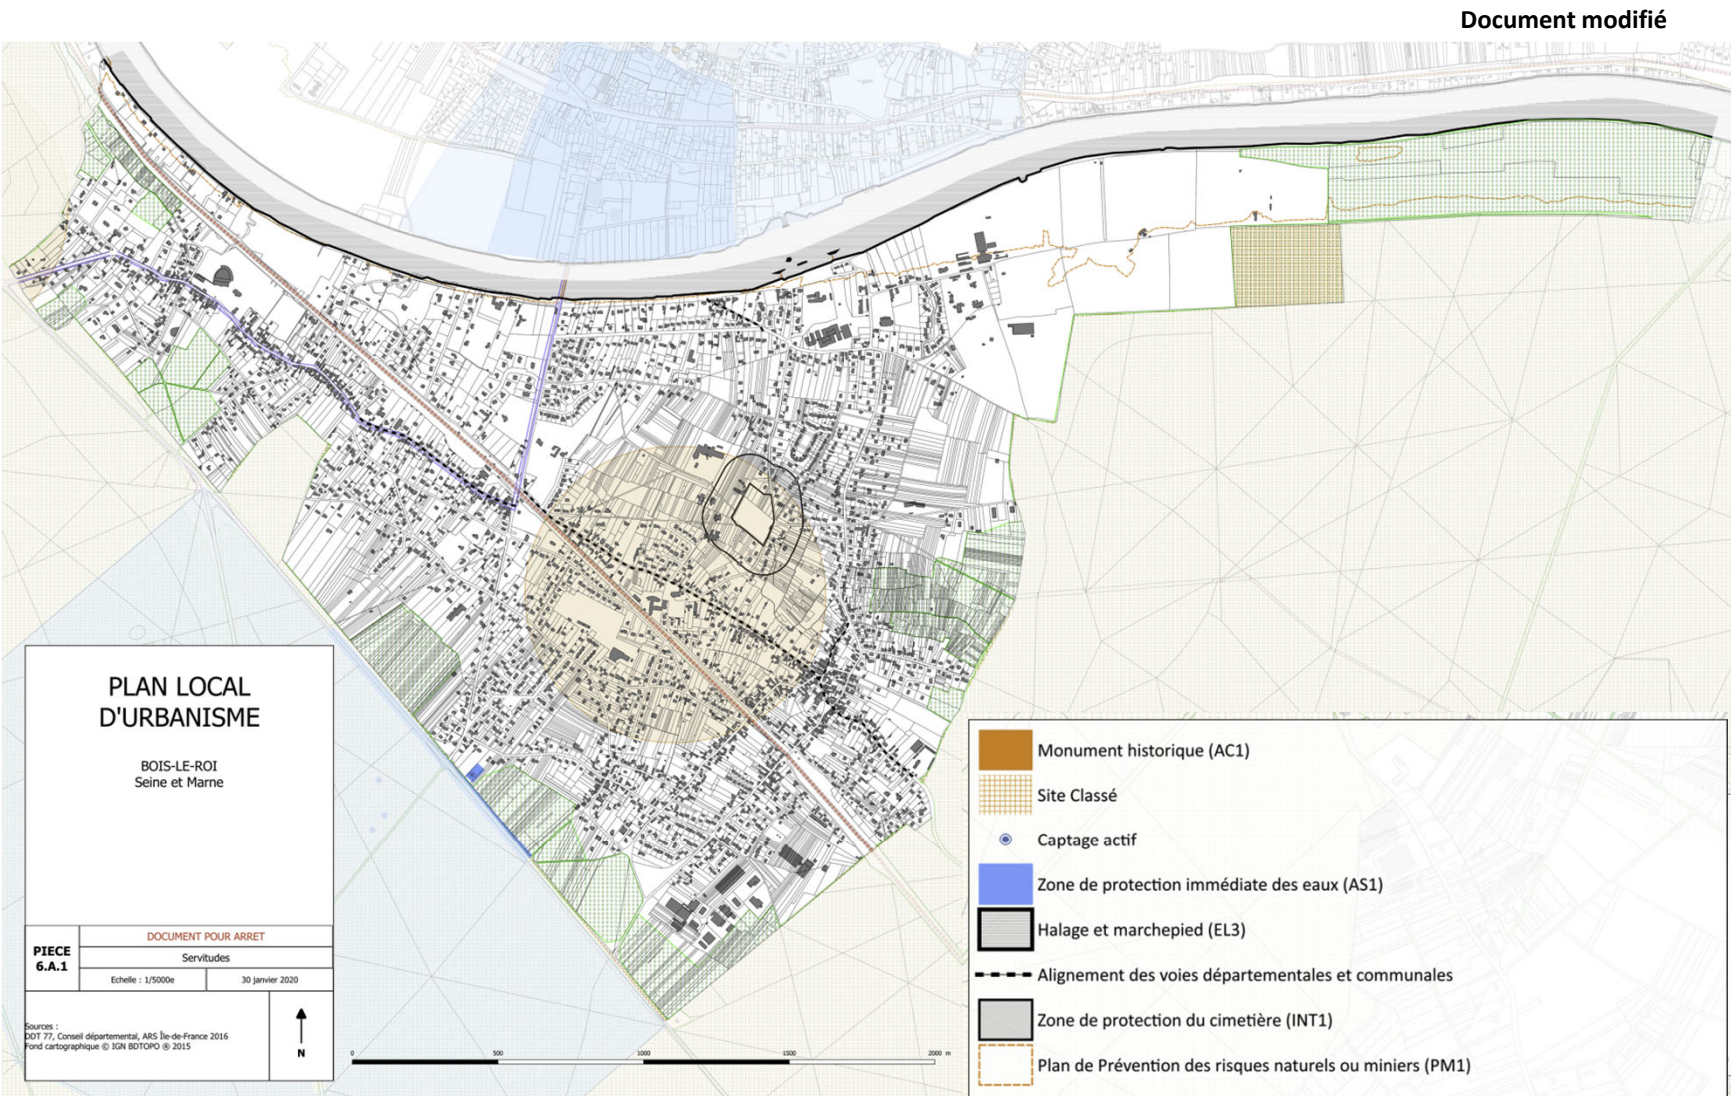 Document modifié
PLAN LOCAL
D'URBANISME
BOIS-LE-ROI
Seine et Marne
PIECE
6.A.1
DOCUMENT POUR ARRET
Servitudes
Echelle : 1/5000e
30 janvier 2020
Sources :
DDT 77, Conseil départemental, ARS Île-de-France 2016
Fond cartographique © IGN BDTOPO ® 2015
N
0
500
1000
1500
2000 m
Monument historique (AC1)
Site Classé
Captage actif
Zone de protection immédiate des eaux (AS1)
Halage et marchepied (EL3)
Alignement des voies départementales et communales
Zone de protection du cimetière (INT1)
Plan de Prévention des risques naturels ou miniers (PM1)